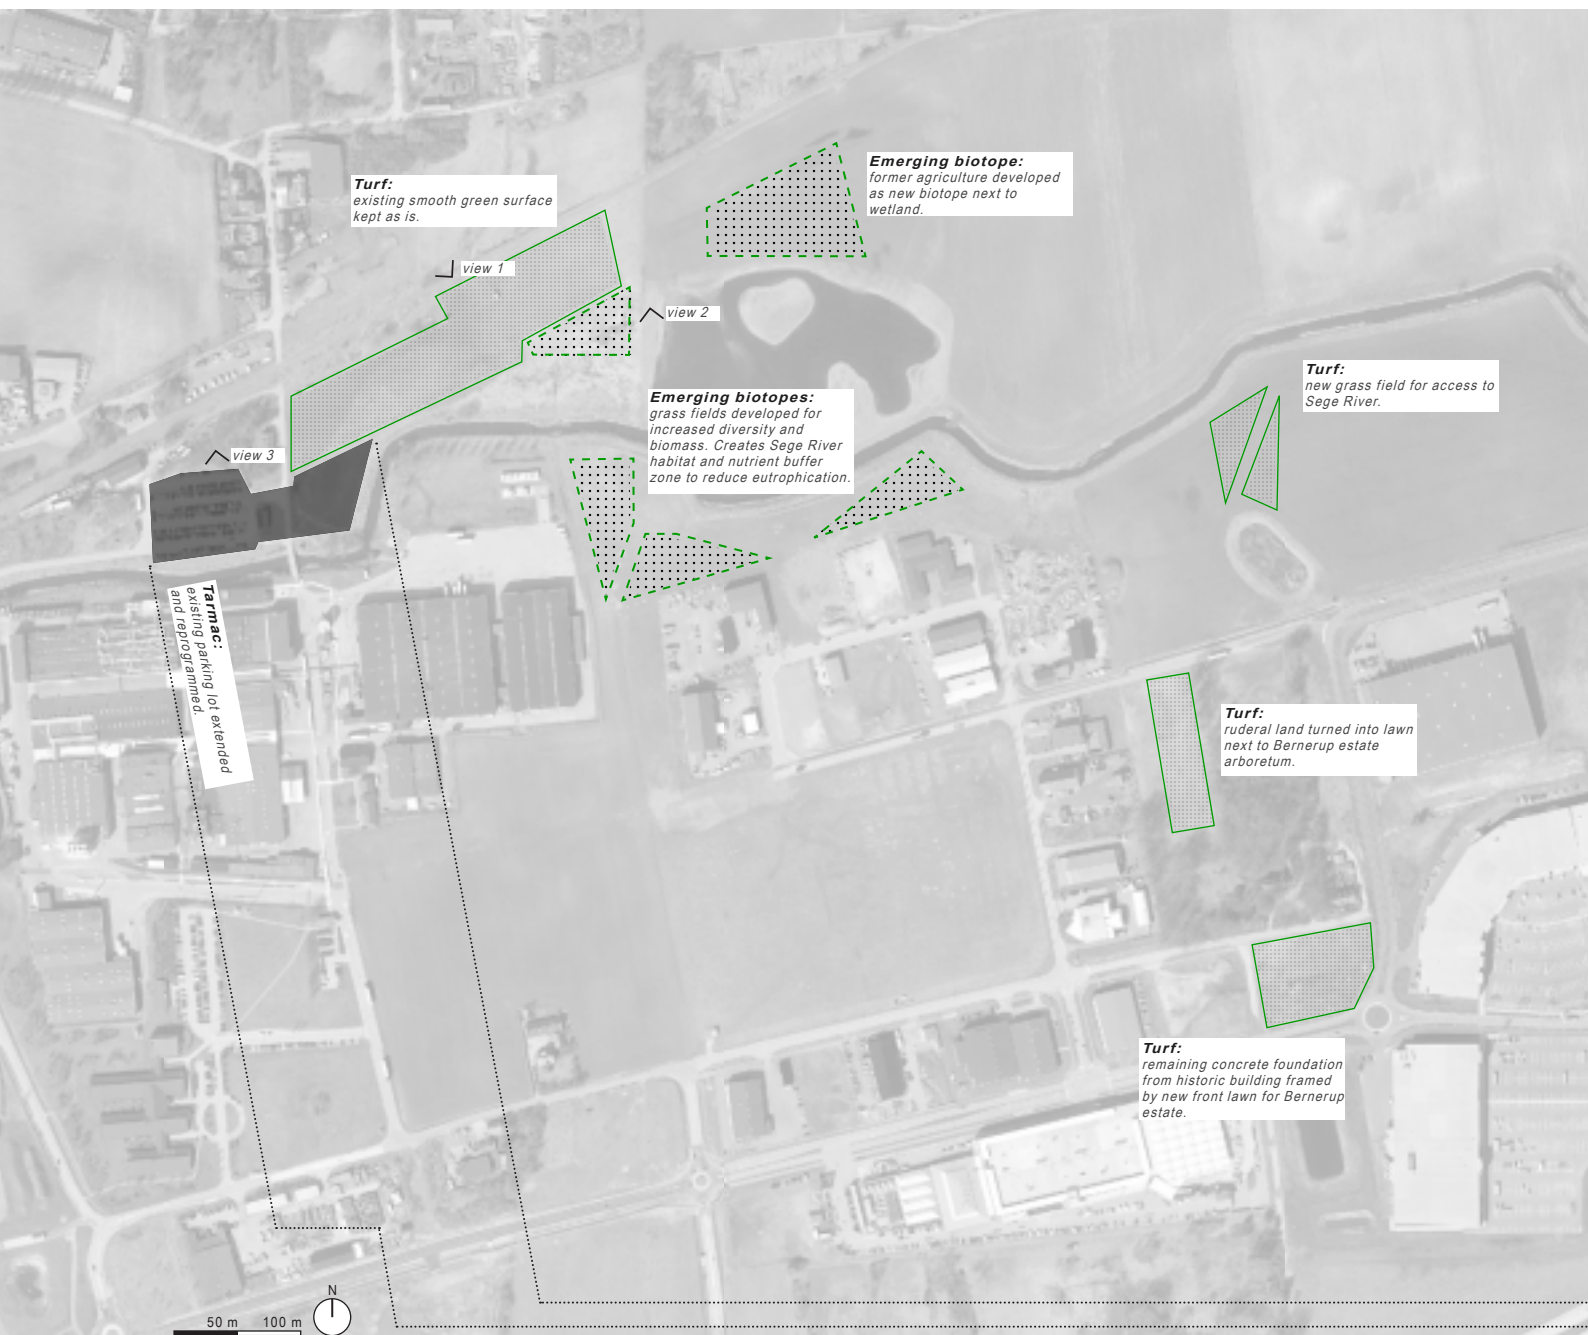 Emerging biotope:
former agriculture developed
as new biotope next to
wetland.
Turf:
existing smooth green surface
kept as is.
view 1
view 2
Turf:
new grass field for access to
Sege River.
Emerging biotopes:
grass fields developed for
increased diversity and
biomass. Creates Sege River
habitat and nutrient buffer
zone to reduce eutrophication.
view 3
Tarmac:
existing parking lot extended
and reprogrammed.
Turf:
ruderal land turned into lawn
next to Bernerup estate
arboretum.
Turf:
remaining concrete foundation
from historic building framed
by new front lawn for Bernerup
estate.
N
50 m 100 m